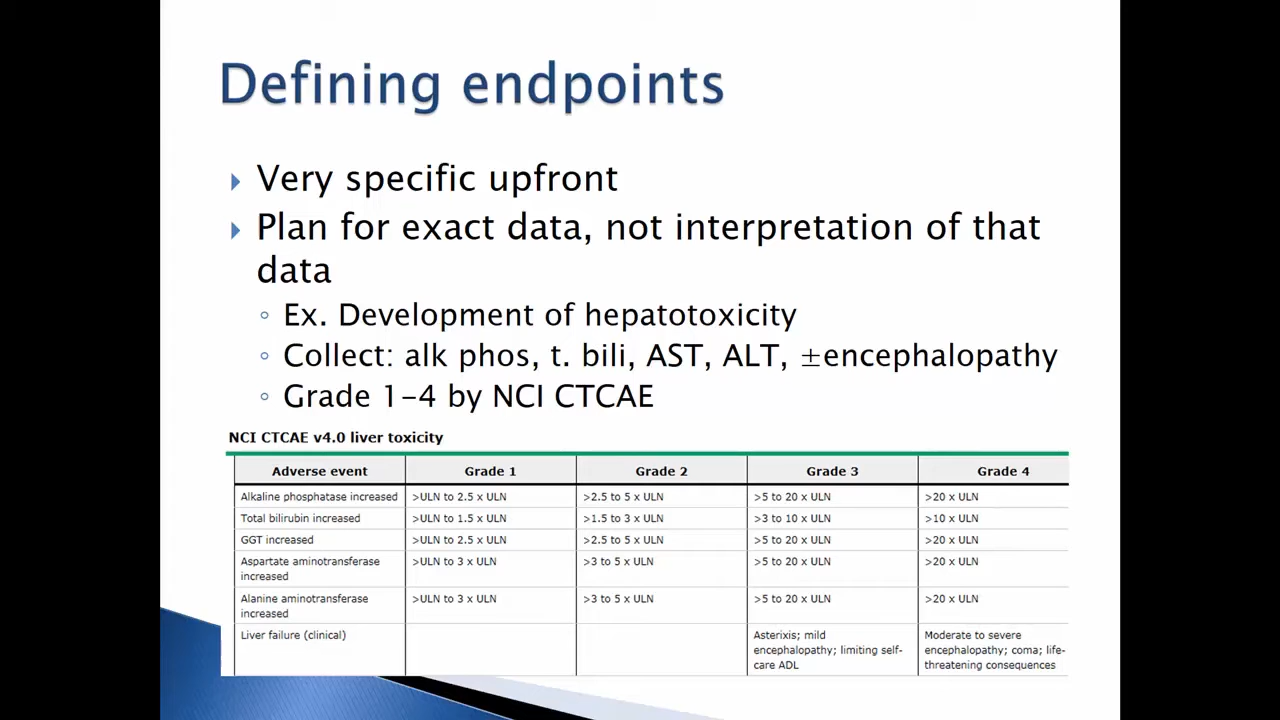 Defining endpoints
Very specific upfront
Plan for exact data, not interpretation of that
data
Ex. Development of hepatotoxicity
Collect: alk phos, t. bili, AST, ALT, ±encephalopathy
Grade 1-4 by NCI CTCAE
NCI CTCAE v4.0 liver toxicity
Adverse event Grade 1 Grade 2 Grade 3 Grade 4
Alkaline phosphatase increased >ULN to 2.5 x ULN >2.5 to 5 x ULN >5 to 20 x ULN >20 x ULN
Total bilirubin increased >ULN to 1.5 x ULN >1.5 to 3 x ULN >3 to 10 x ULN >10 x ULN
GGT increased >ULN to 2.5 x ULN >2.5 to 5 x ULN >5 to 20 x ULN >20 x ULN
Aspartate aminotransferase >ULN to 3 x ULN >3 to 5 x ULN >5 to 20 x ULN >20 x ULN
increased
Alanine aminotransferase >ULN to 3 x ULN >3 to 5 x ULN >5 to 20 x ULN >20 x ULN
increased
Liver failure (clinical) Asterixis; mild Moderate to severe
encephalopathy; limiting self- encephalopathy; coma; life-
care ADL threatening consequences